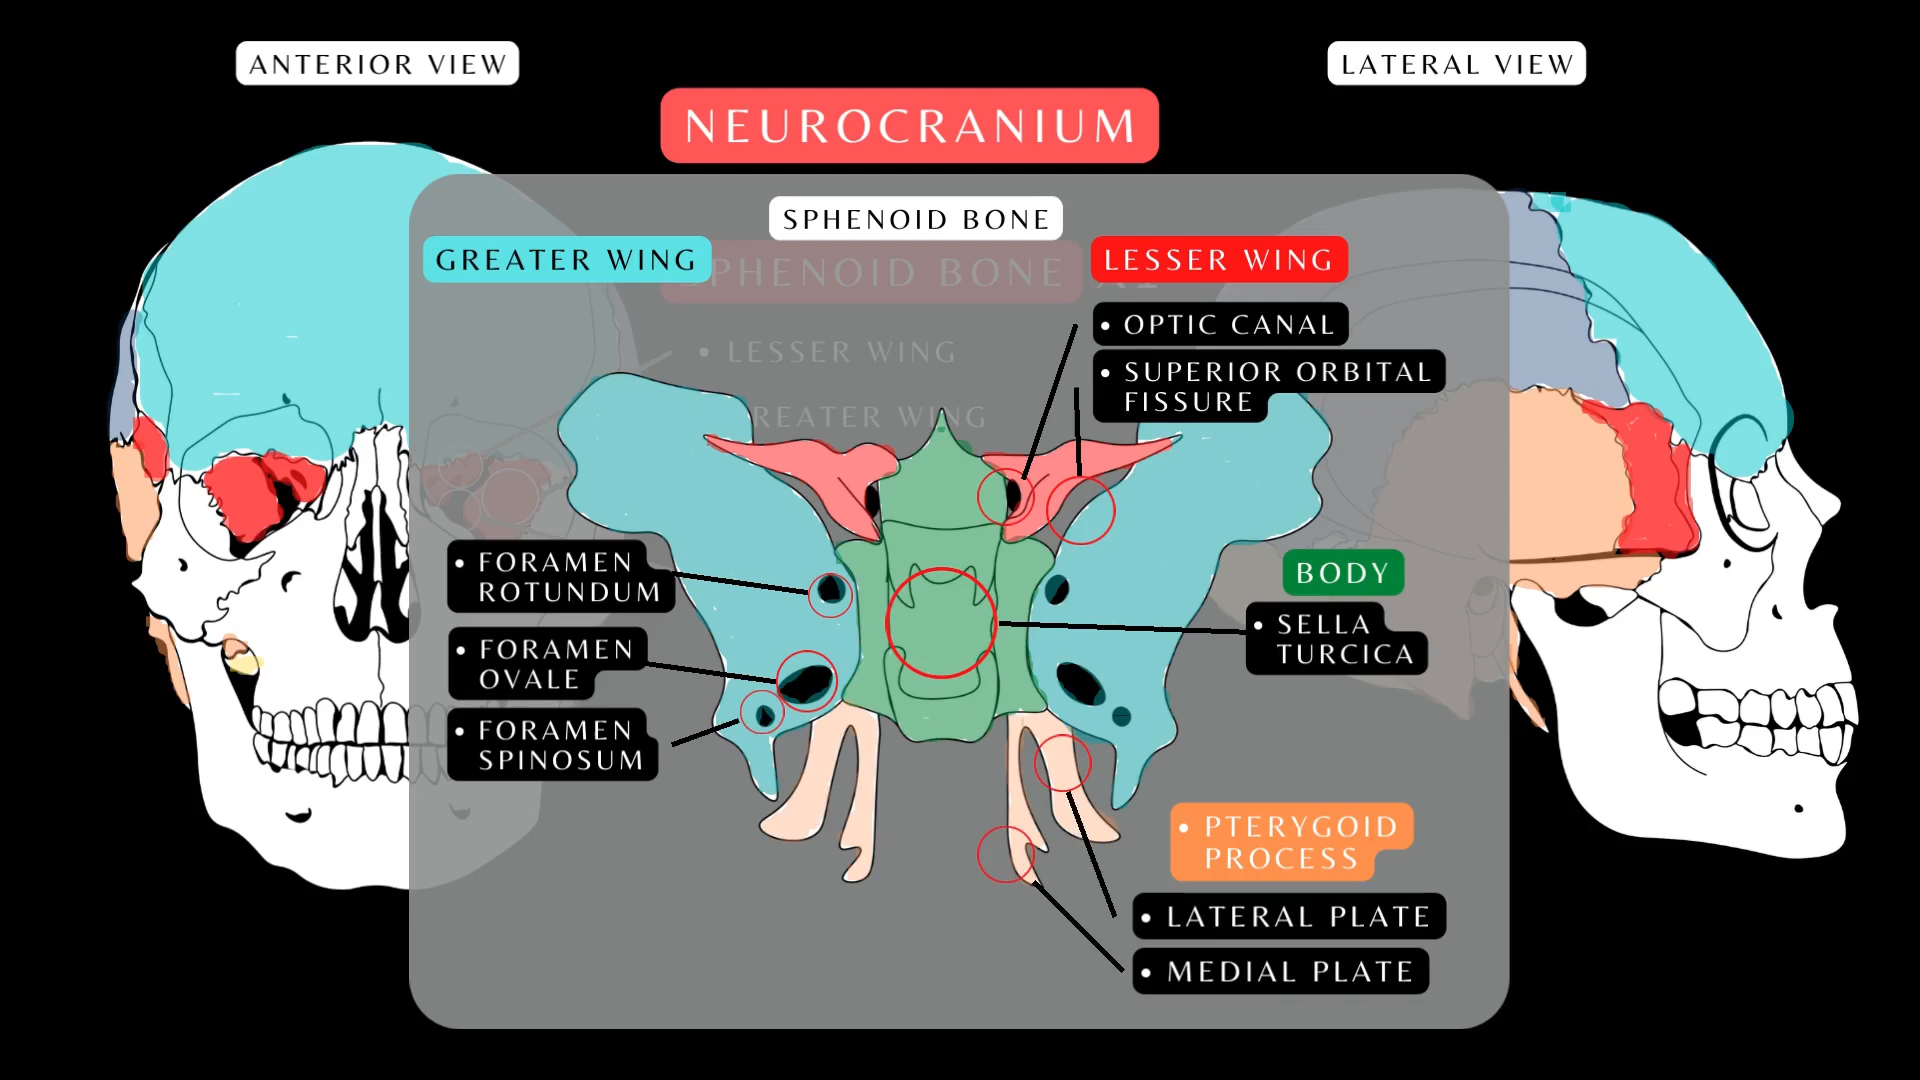 ANTERIOR VIEW
LATERAL VIEW
NEUROCRANIUM
SPHENOID BONE
GREATER WING
SPHENOID BONE
LESSER WING
• OPTIC CANAL
• SUPERIOR ORBITAL
FISSURE
• LESSER WING
GREATER WING
• FORAMEN
ROTUNDUM
• FORAMEN
OVALE
• FORAMEN
SPINOSUM
BODY
• SELLA
TURCICA
• PTERYGOID
PROCESS
• LATERAL PLATE
• MEDIAL PLATE